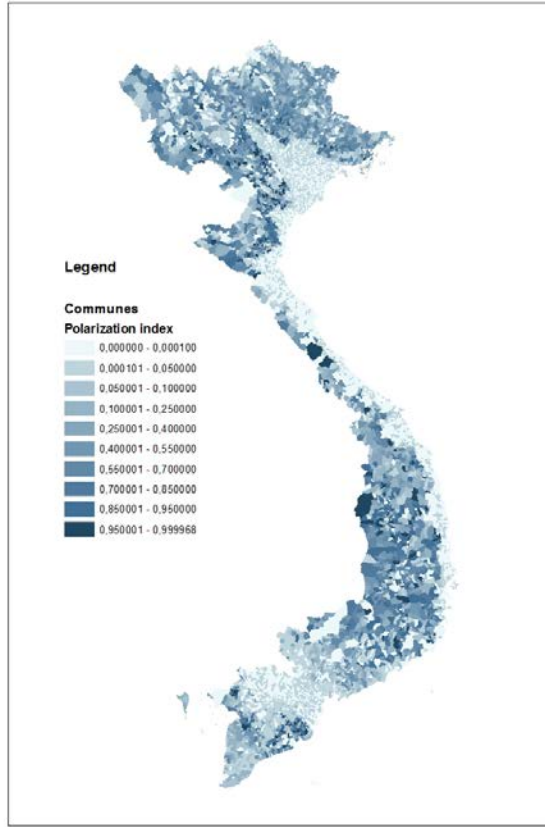 Legend
Communes
Polarization index
0,000000 - 0,000100
0,000101 - 0,050000
0,050001 - 0,100000
0,100001 - 0,250000
0,250001 - 0,400000
0,400001 - 0,550000
0,550001 - 0,700000
0,700001 - 0,850000
0,850001 - 0,950000
0,950001 - 0,999968